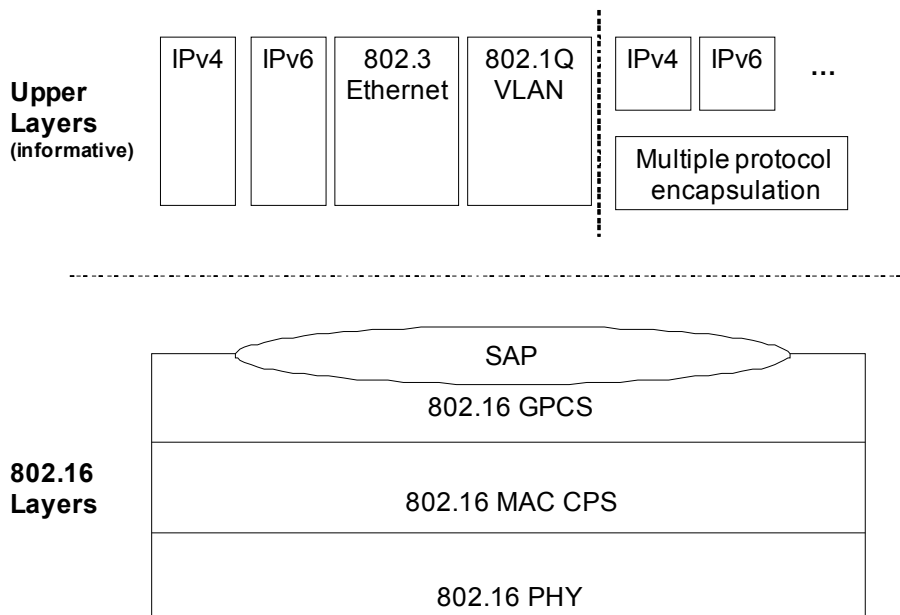 IPv4
IPv6
802.3
Ethernet
802.1Q
VLAN
IPv4
IPv6
...
Upper
Layers
(informative)
Multiple protocol
encapsulation
SAP
802.16 GPCS
802.16
Layers
802.16 MAC CPS
802.16 PHY